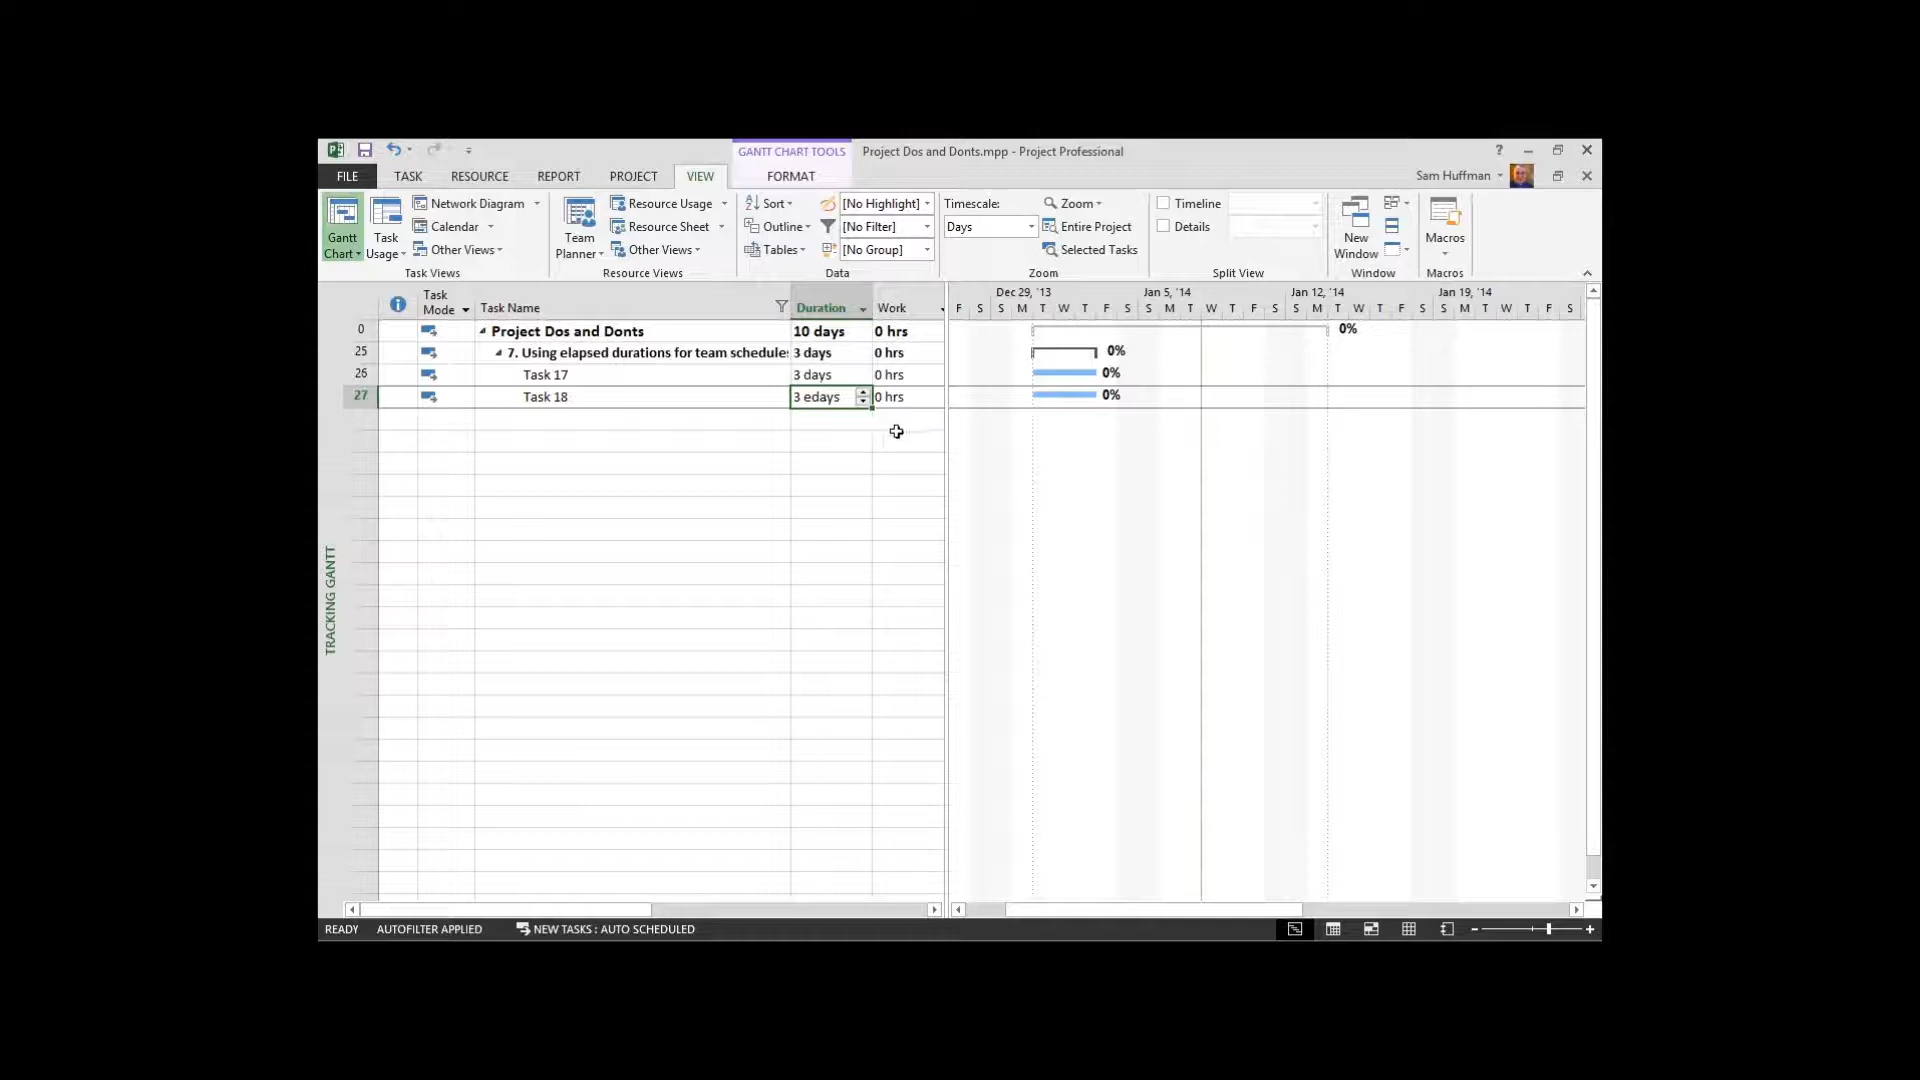 GANTT CHART TOOLS
Project Dos and Donts.mpp - Project Professional
FILE
TASK
RESOURCE
REPORT
PROJECT
VIEW
FORMAT
Sam Huffman
Gantt Chart
Task Usage
Network Diagram
Calendar
Other Views
Task Views
Team Planner
Resource Usage
Resource Sheet
Other Views
Resource Views
Sort
Outline
Tables
[No Highlight]
[No Filter]
[No Group]
Data
Timescale:
Days
Zoom
Entire Project
Selected Tasks
Zoom
Timeline
Details
Split View
New Window
Window
Macros
Macros
Task Mode
Task Name
Duration
Work
Dec 29, '13
Jan 5, '14
Jan 12, '14
Jan 19, '14
F S S M T W T F S S M T W T F S S M T W T F S S M T W T F S
0 Project Dos and Donts 10 days 0 hrs 0%
25 7. Using elapsed durations for team schedules 3 days 0 hrs 0%
26 Task 17 3 days 0 hrs 0%
27 Task 18 3 edays 0 hrs 0%
TRACKING GANTT
READY
AUTOFILTER APPLIED
NEW TASKS : AUTO SCHEDULED